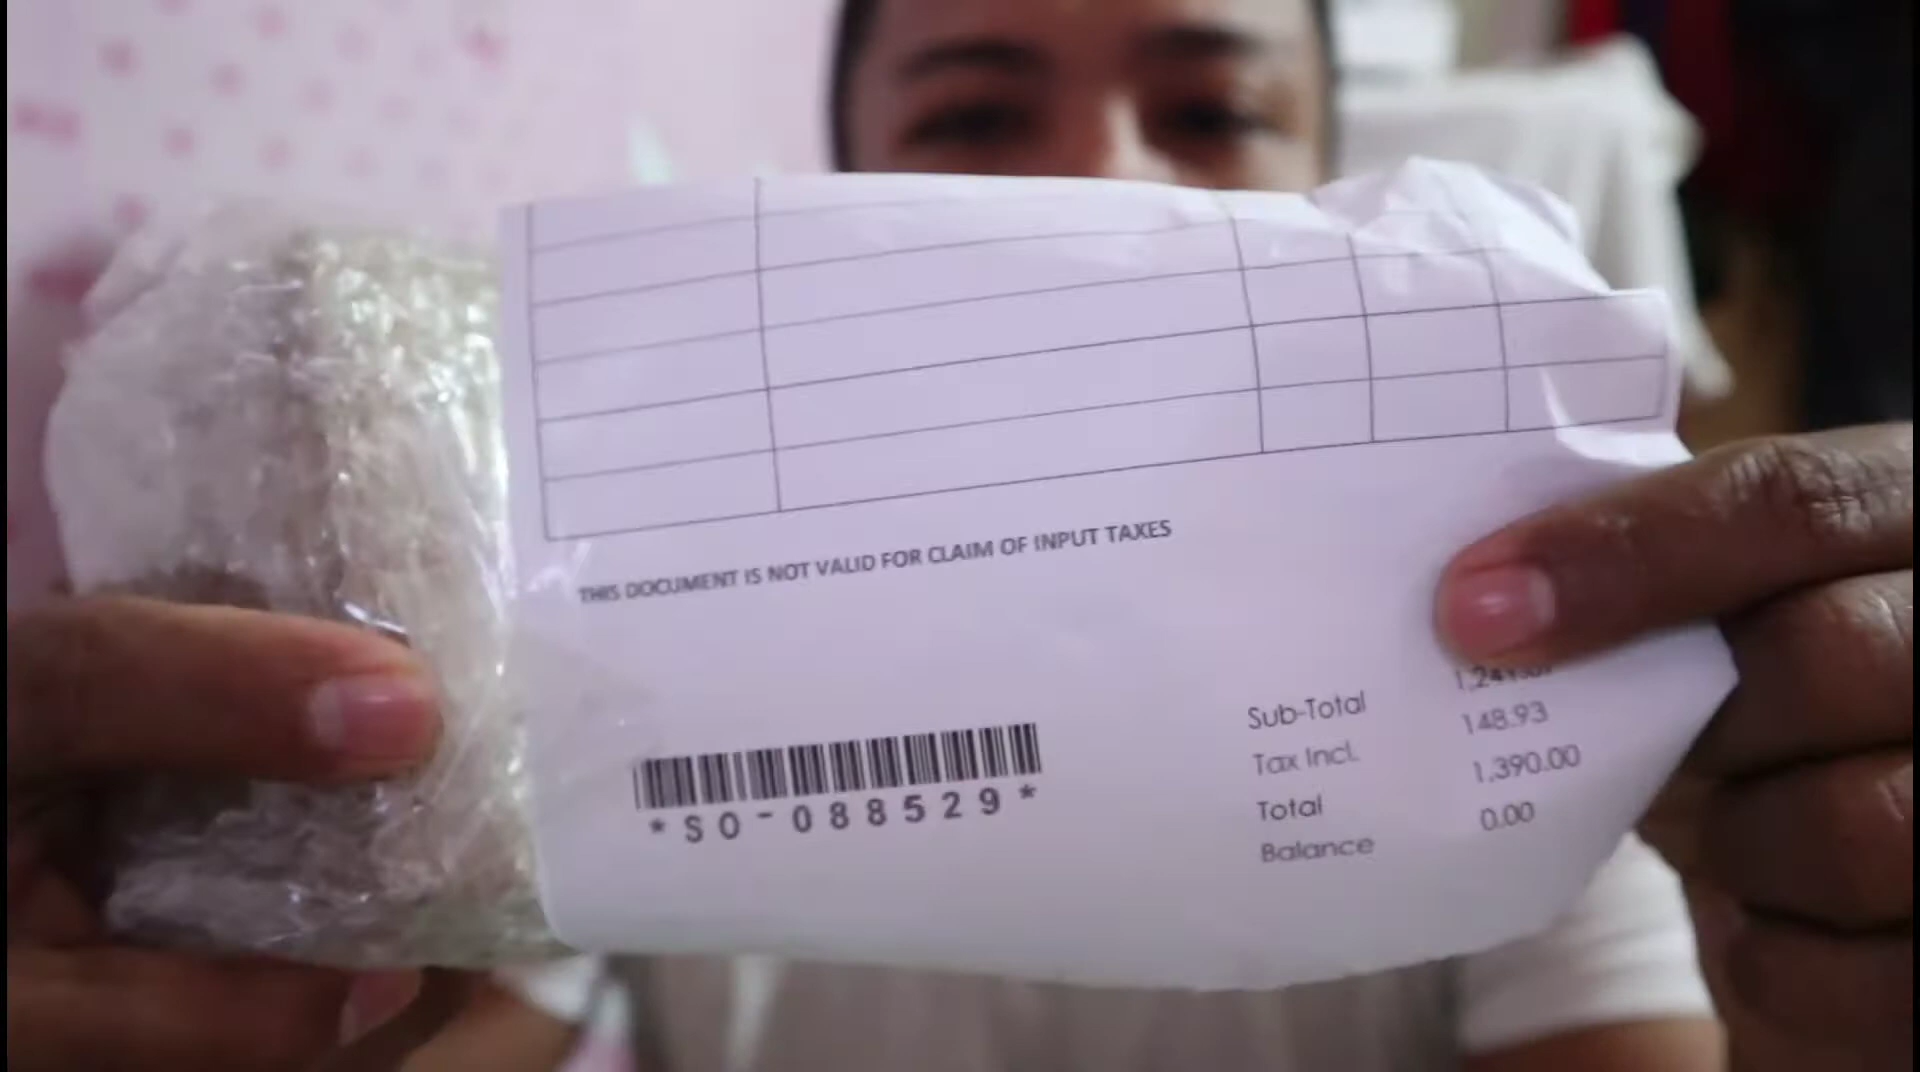 THIS DOCUMENT IS NOT VALID FOR CLAIM OF INPUT TAXES
Sub-Total
Tax Incl. 148.93
Total 1,390.00
Balance 0.00
*SO-088529*